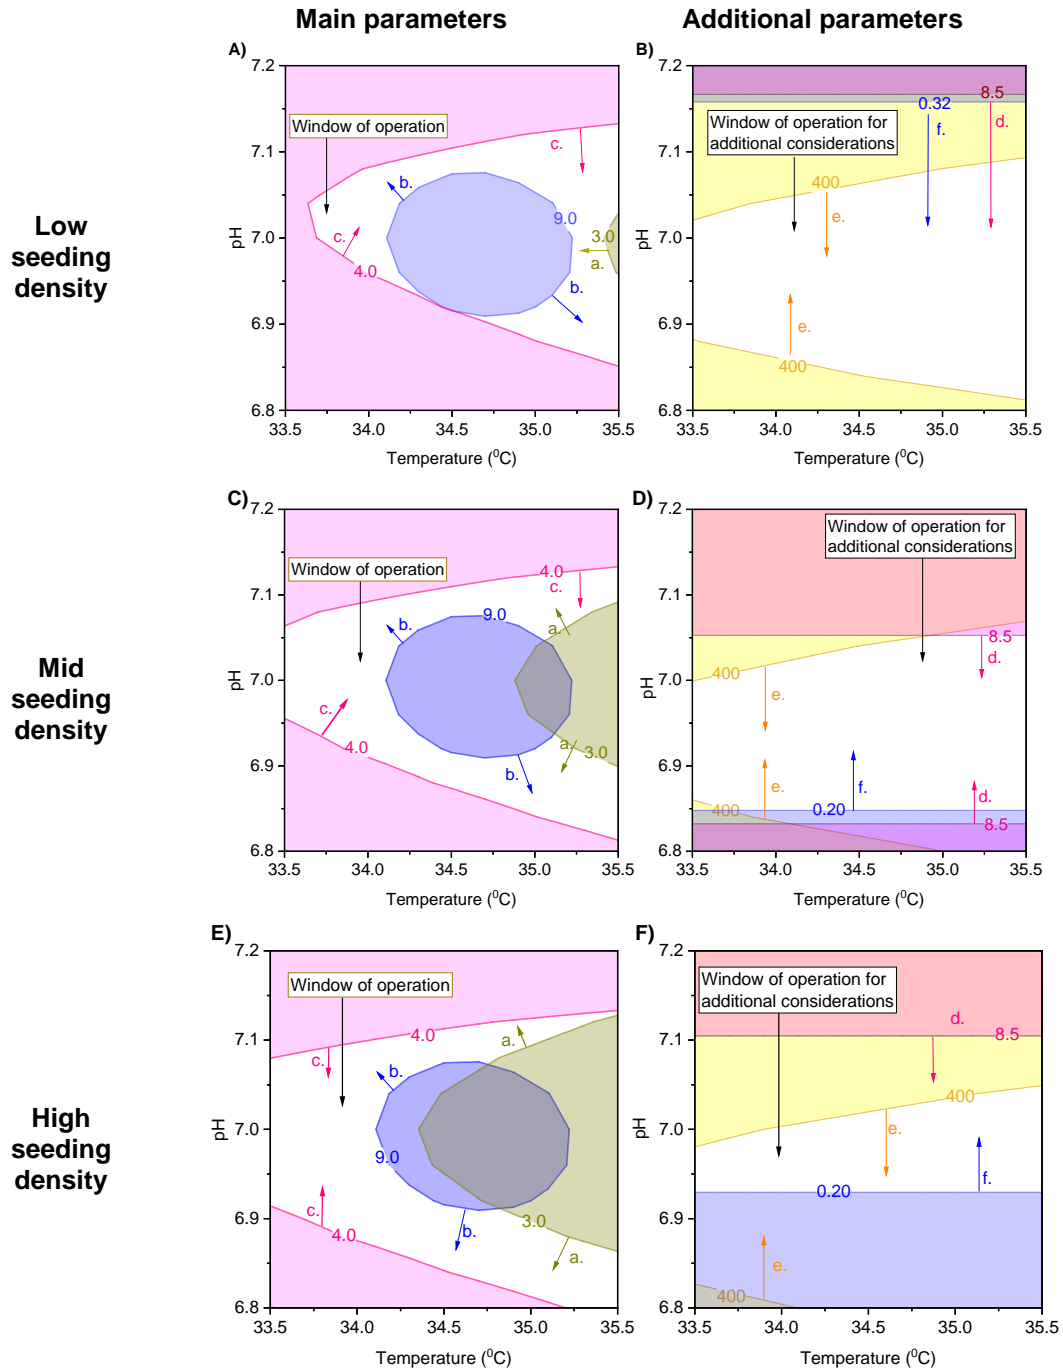 Main parameters
Additional parameters
Low
seeding
density
A)
7.2
7.1
7.0
6.9
6.8
pH
33.5
34.0
34.5
35.0
35.5
Temperature (⁰C)
Window of operation
c.
b.
9.0
3.0
a.
c.
4.0
b.
B)
7.2
7.1
7.0
6.9
6.8
pH
33.5
34.0
34.5
35.0
35.5
Temperature (⁰C)
8.5
0.32
d.
f.
Window of operation for
additional considerations
400
e.
e.
400
Mid
seeding
density
C)
7.2
7.1
7.0
6.9
6.8
pH
33.5
34.0
34.5
35.0
35.5
Temperature (⁰C)
Window of operation
4.0
c.
9.0
b.
a.
c.
4.0
a.
3.0
b.
D)
7.2
7.1
7.0
6.9
6.8
pH
33.5
34.0
34.5
35.0
35.5
Temperature (⁰C)
Window of operation for
additional considerations
8.5
d.
400
e.
e.
f.
d.
400
0.20
8.5
High
seeding
density
E)
7.2
7.1
7.0
6.9
6.8
pH
33.5
34.0
34.5
35.0
35.5
Temperature (⁰C)
Window of operation
4.0
a.
c.
b.
9.0
c.
4.0
3.0
b.
a.
F)
7.2
7.1
7.0
6.9
6.8
pH
33.5
34.0
34.5
35.0
35.5
Temperature (⁰C)
Window of operation for
additional considerations
d.
8.5
400
e.
f.
0.20
e.
400